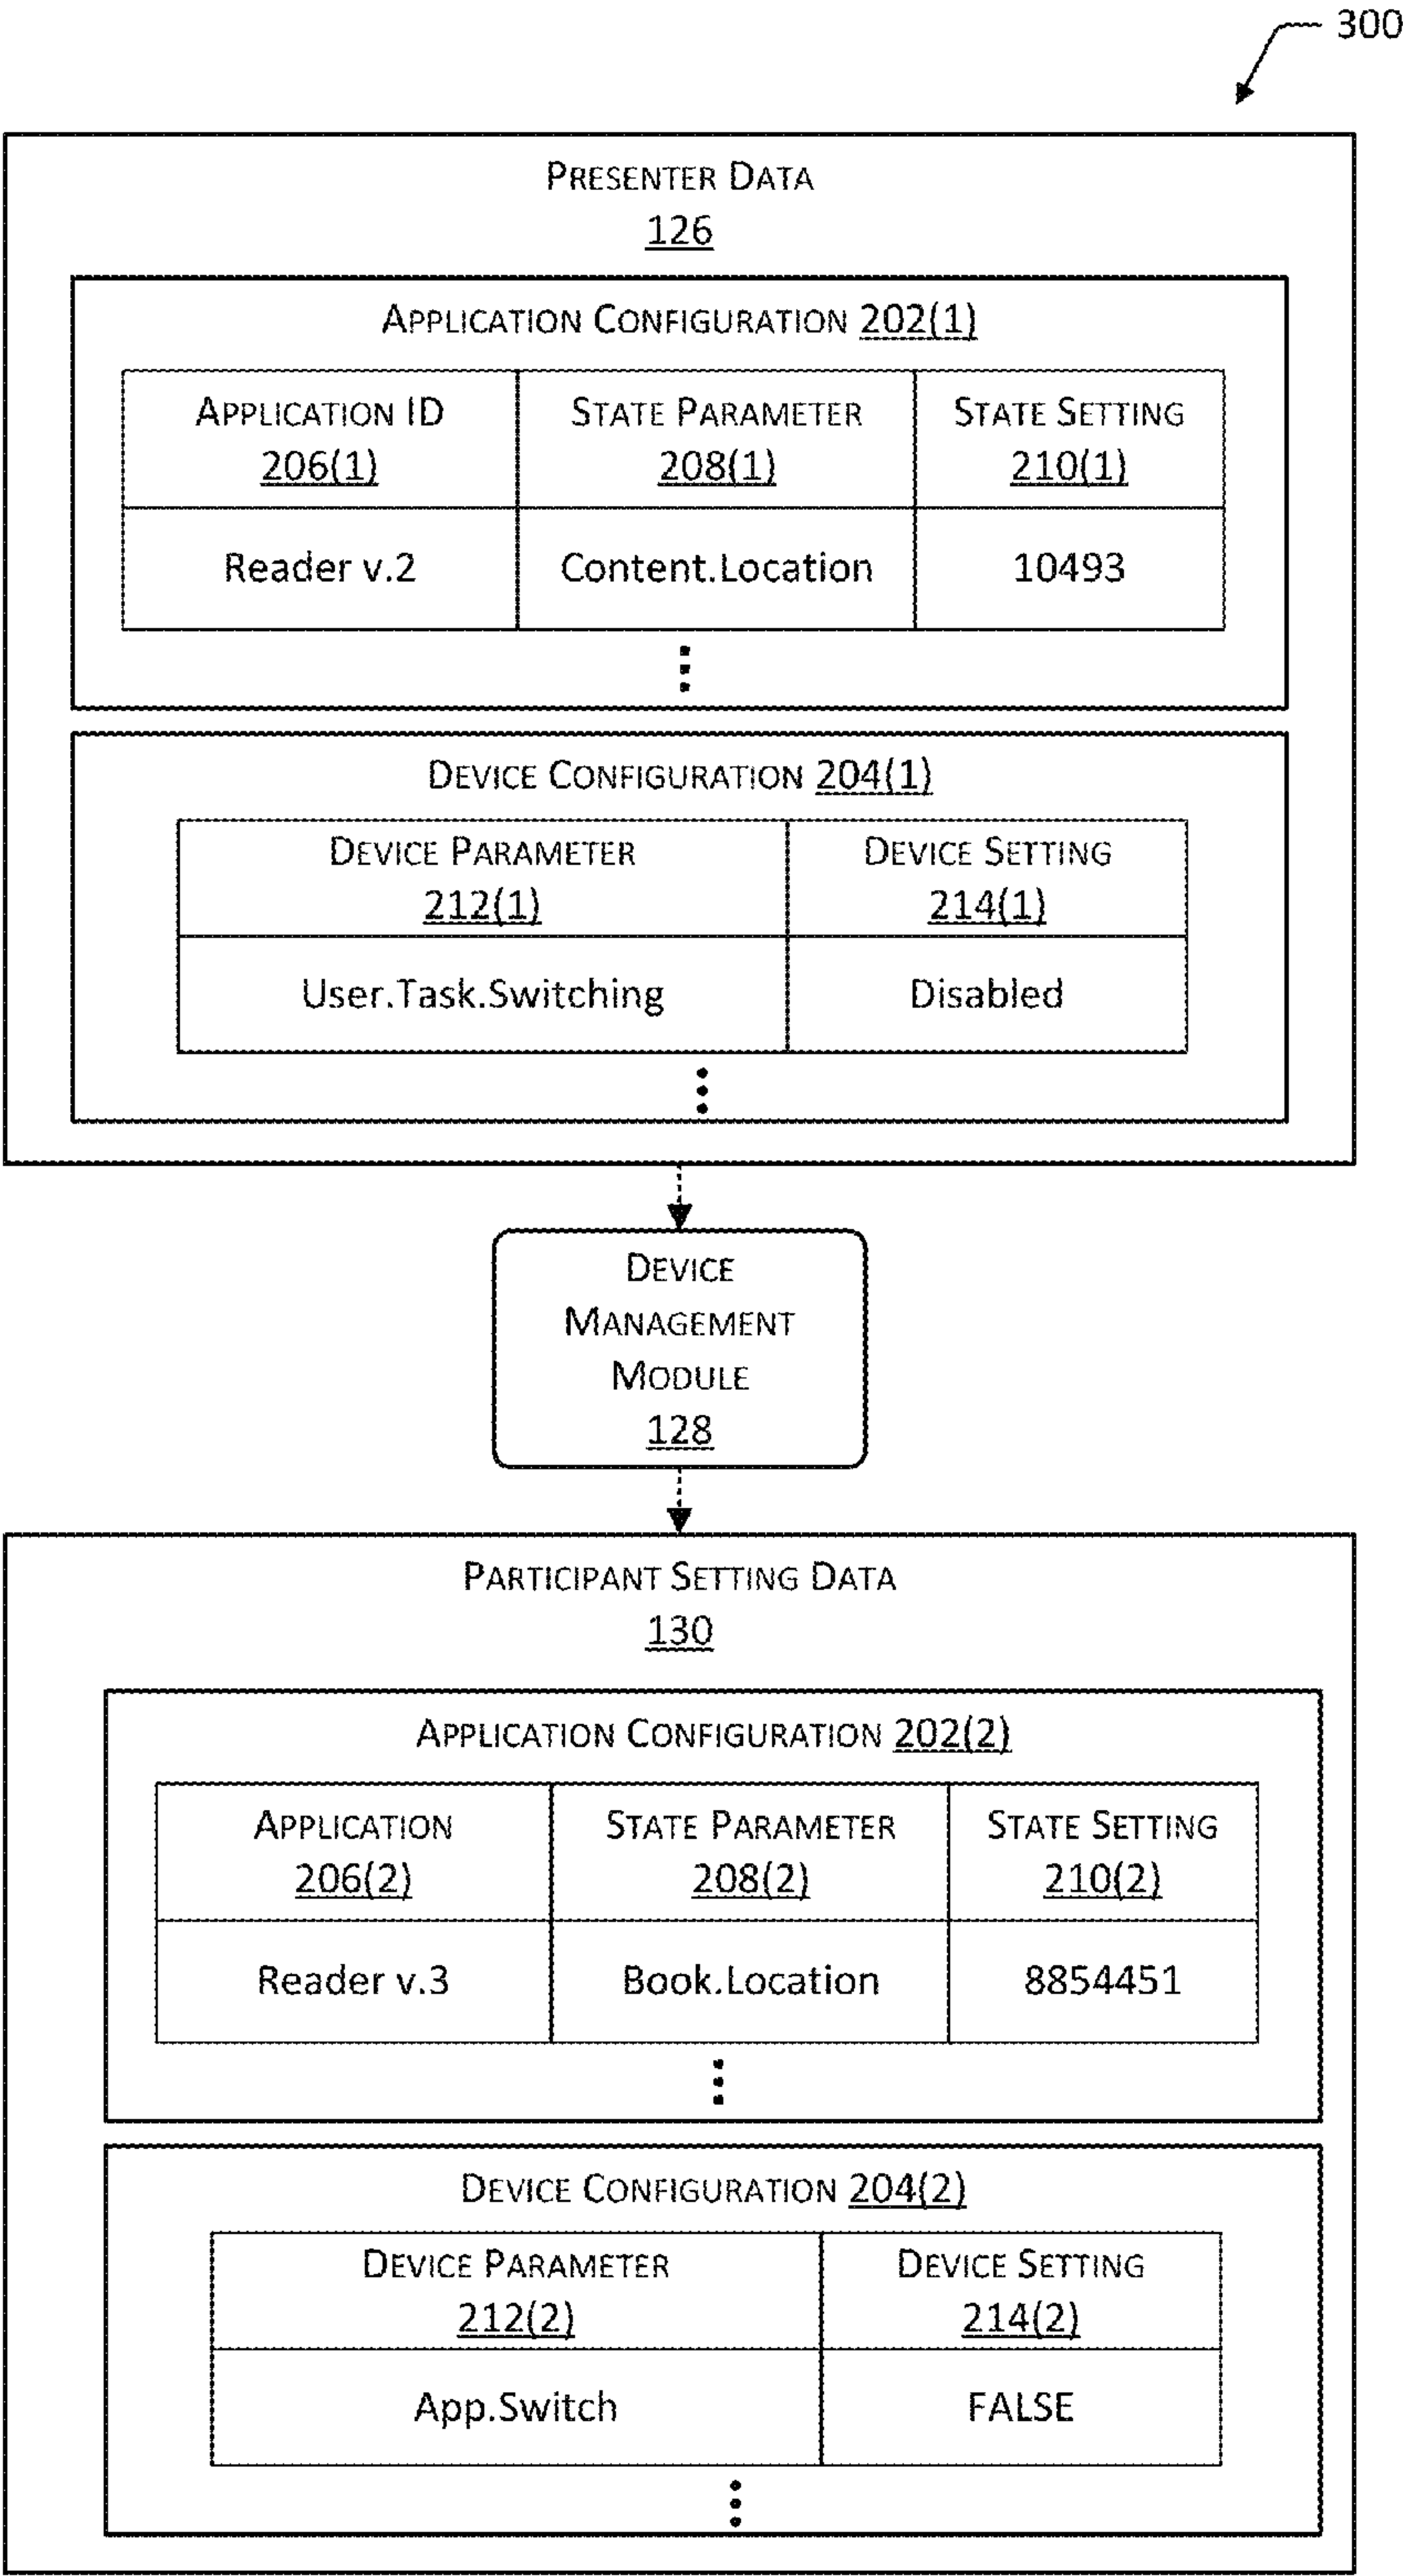 300
PRESENTER DATA
126
APPLICATION CONFIGURATION 202(1)
APPLICATION ID STATE PARAMETER STATE SETTING
206(1) 208(1) 210(1)
Reader v.2 Content.Location 10493
DEVICE CONFIGURATION 204(1)
DEVICE PARAMETER DEVICE SETTING
212(1) 214(1)
User.Task.Switching Disabled
DEVICE
MANAGEMENT
MODULE
128
PARTICIPANT SETTING DATA
130
APPLICATION CONFIGURATION 202(2)
APPLICATION STATE PARAMETER STATE SETTING
206(2) 208(2) 210(2)
Reader v.3 Book.Location 8854451
DEVICE CONFIGURATION 204(2)
DEVICE PARAMETER DEVICE SETTING
212(2) 214(2)
App.Switch FALSE